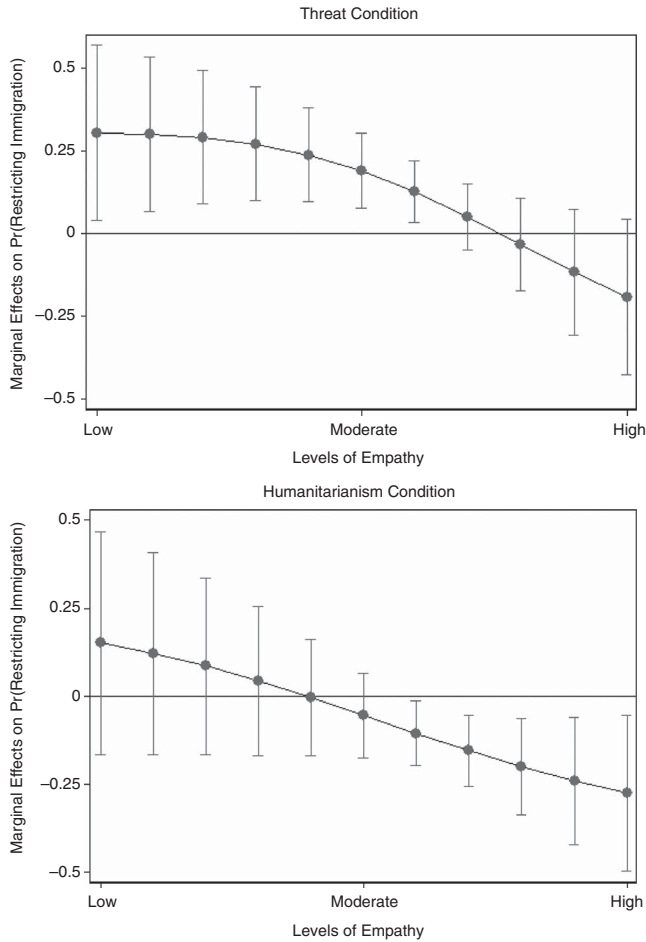 Threat Condition
Marginal Effects on Pr(Restricting Immigration)
0.5
0.25
0
−0.25
−0.5
Low Moderate High
Levels of Empathy
Humanitarianism Condition
Marginal Effects on Pr(Restricting Immigration)
0.5
0.25
0
−0.25
−0.5
Low Moderate High
Levels of Empathy